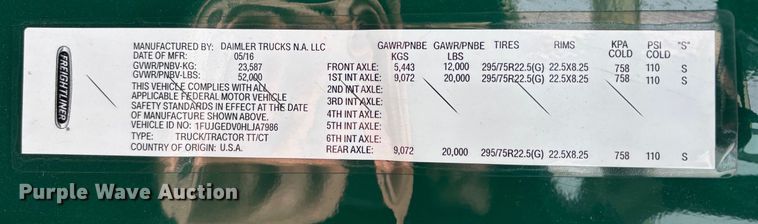 FREIGHTLINER
MANUFACTURED BY: DAIMLER TRUCKS N.A. LLC
DATE OF MFR: 05/16
GVWR/PNBV-KG: 23,587
GVWR/PNBV-LBS: 52,000
THIS VEHICLE COMPLIES WITH ALL
APPLICABLE FEDERAL MOTOR VEHICLE
SAFETY STANDARDS IN EFFECT AT THE DATE
OF MANUFACTURE SHOWN ABOVE.
VEHICLE ID: 1FUJGEDV0HLJA7986
TYPE: TRUCK/TRACTOR TT/CT
COUNTRY OF ORIGIN: U.S.A.
GAWR/PNBE GAWR/PNBE TIRES RIMS KPA PSI "S"
KGS LBS COLD COLD
FRONT AXLE: 5,443 12,000 295/75R22.5(G) 22.5X8.25 758 110 S
1ST INT AXLE: 9,072 20,000 295/75R22.5(G) 22.5X8.25 758 110 S
2ND INT AXLE:
3RD INT AXLE:
4TH INT AXLE:
5TH INT AXLE:
6TH INT AXLE:
REAR AXLE: 9,072 20,000 295/75R22.5(G) 22.5X8.25 758 110 S
Purple Wave Auction